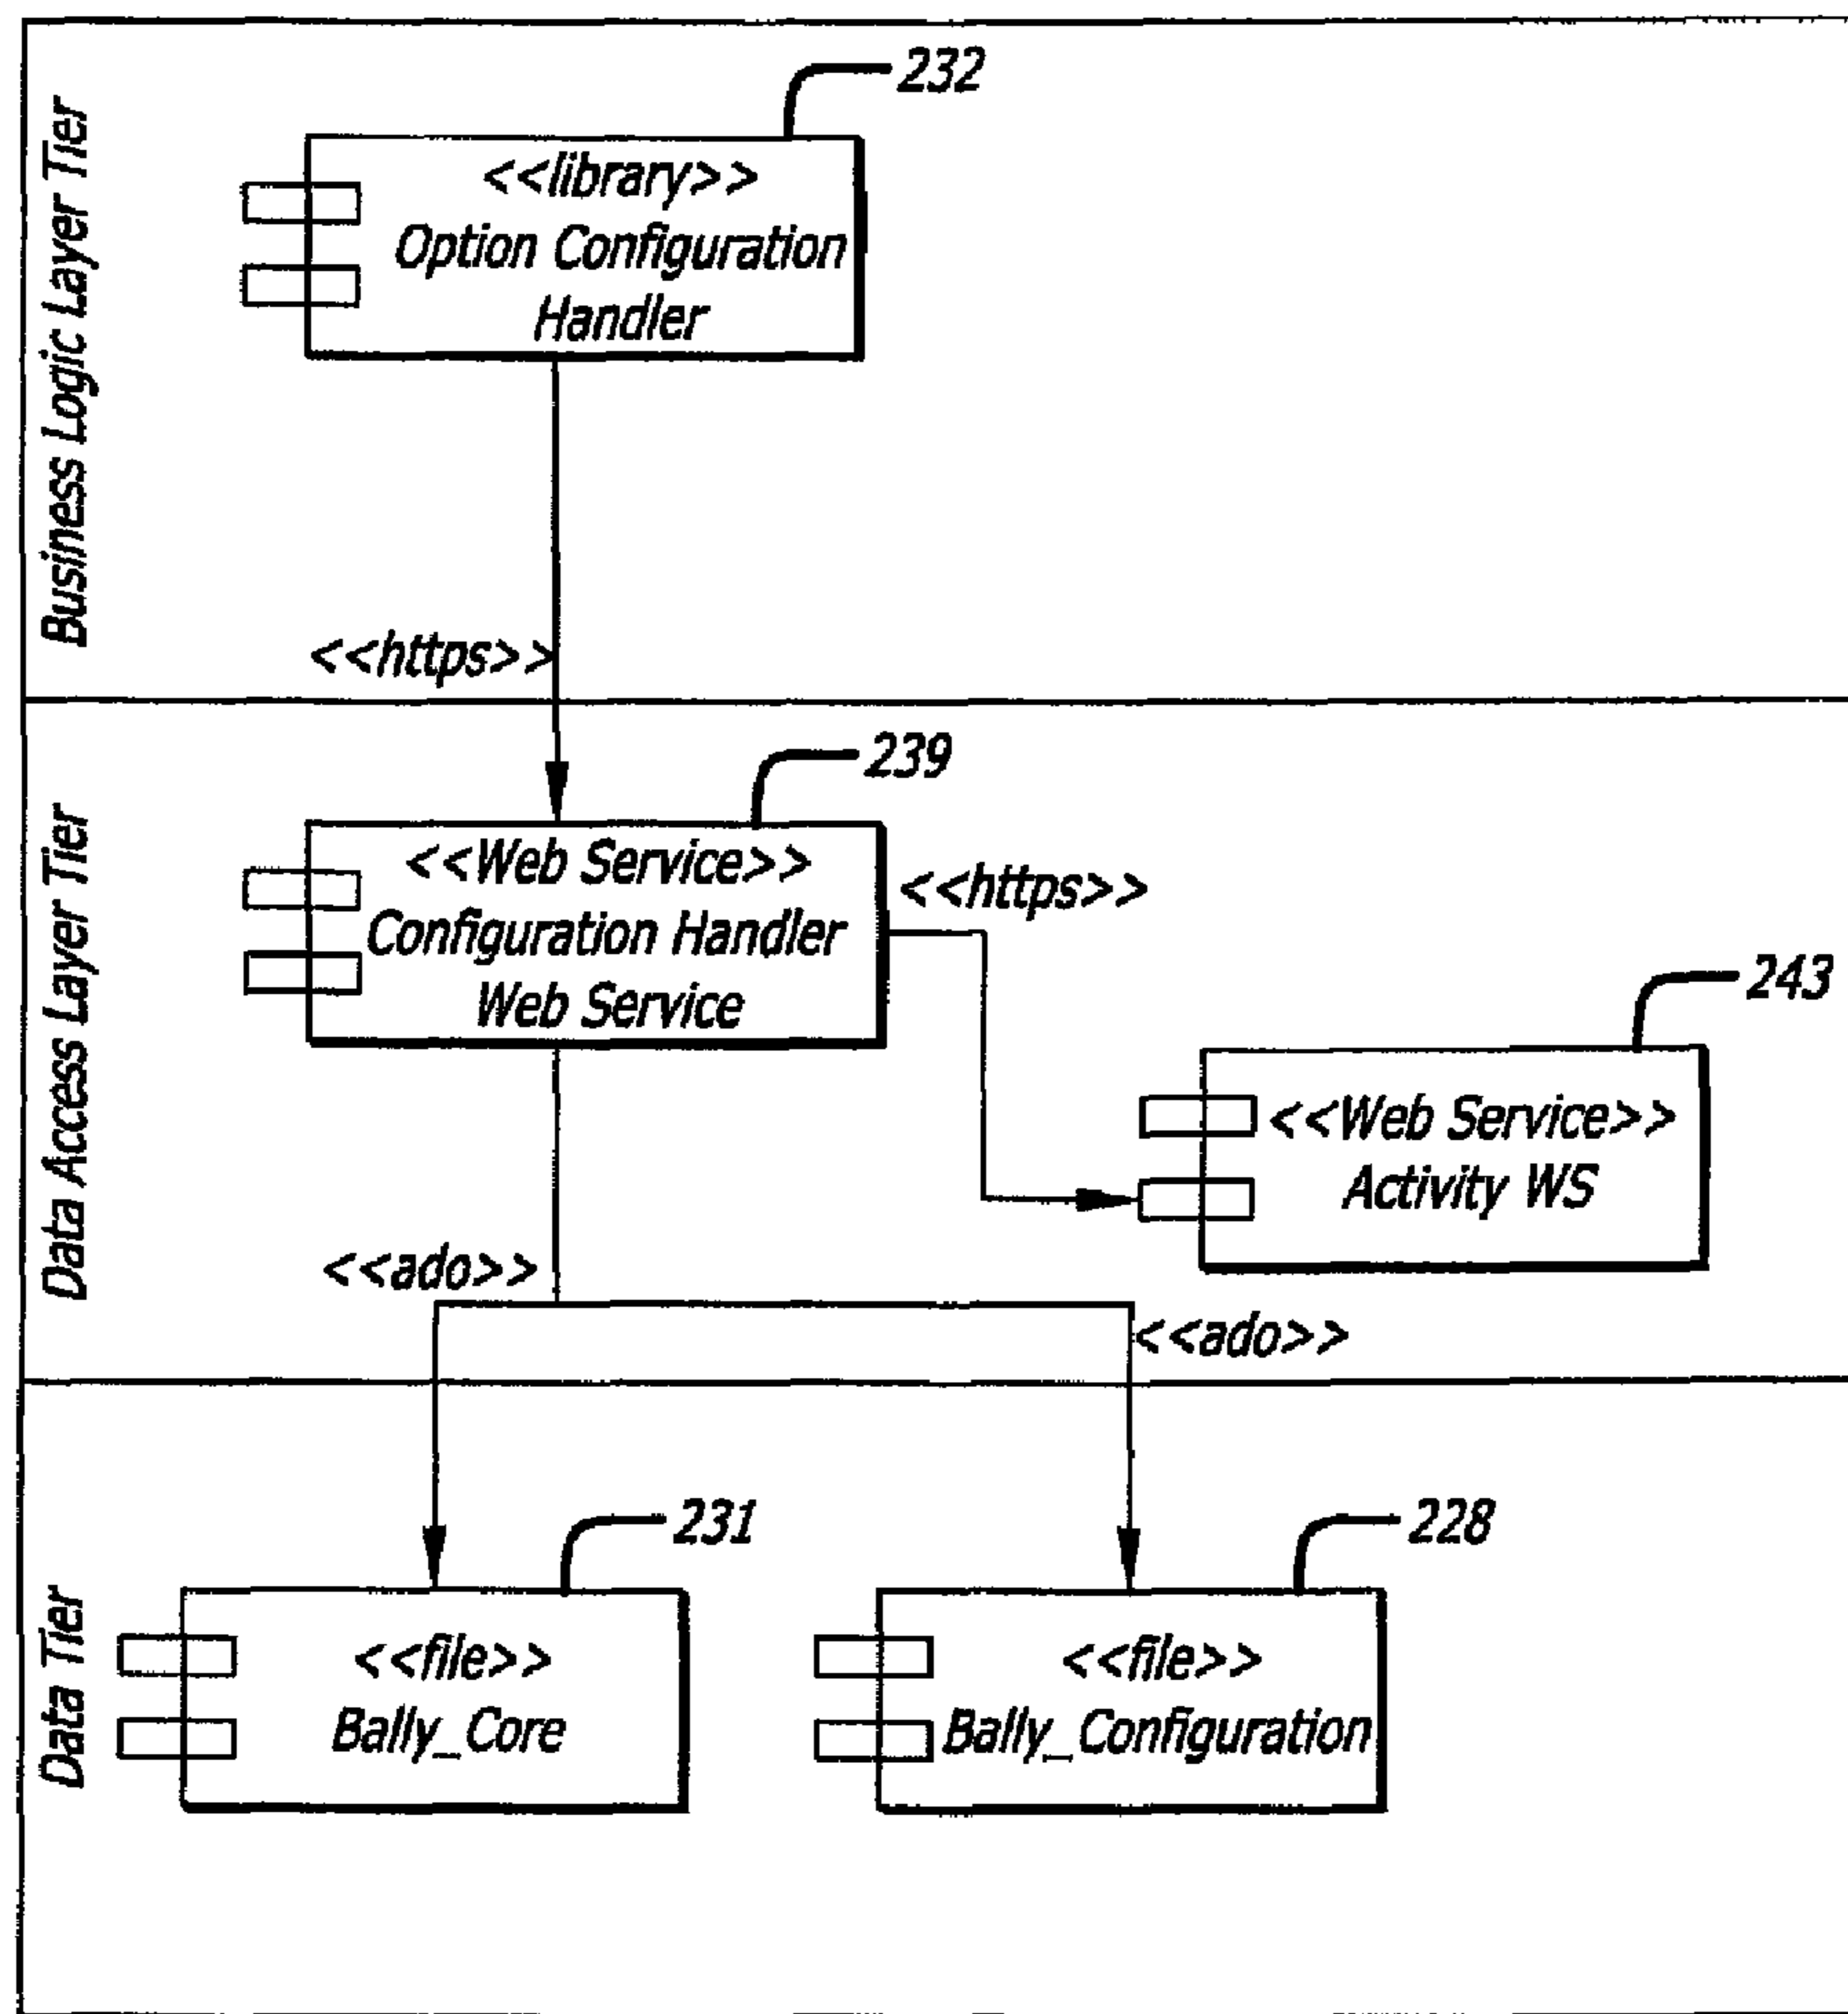 Business Logic Layer Tier
232
<<library>>
Option Configuration
Handler
<<https>>
Data Access Layer Tier
239
<<Web Service>>
Configuration Handler
Web Service
<<https>>
243
<<Web Service>>
Activity WS
<<ado>>
<<ado>>
Data Tier
231
<<file>>
Bally_Core
228
<<file>>
Bally_Configuration